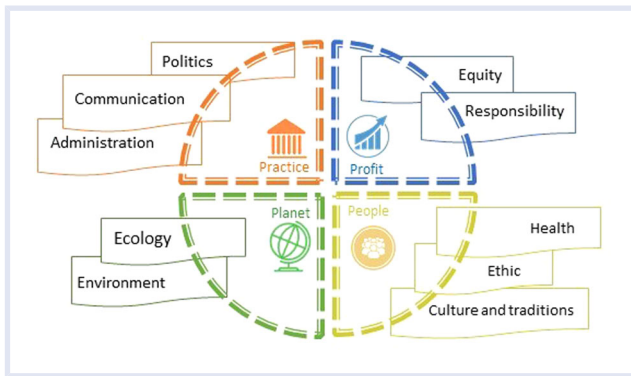 Politics
Communication
Administration
Practice
Equity
Responsibility
Profit
Planet
Ecology
Environment
People
Health
Ethic
Culture and traditions